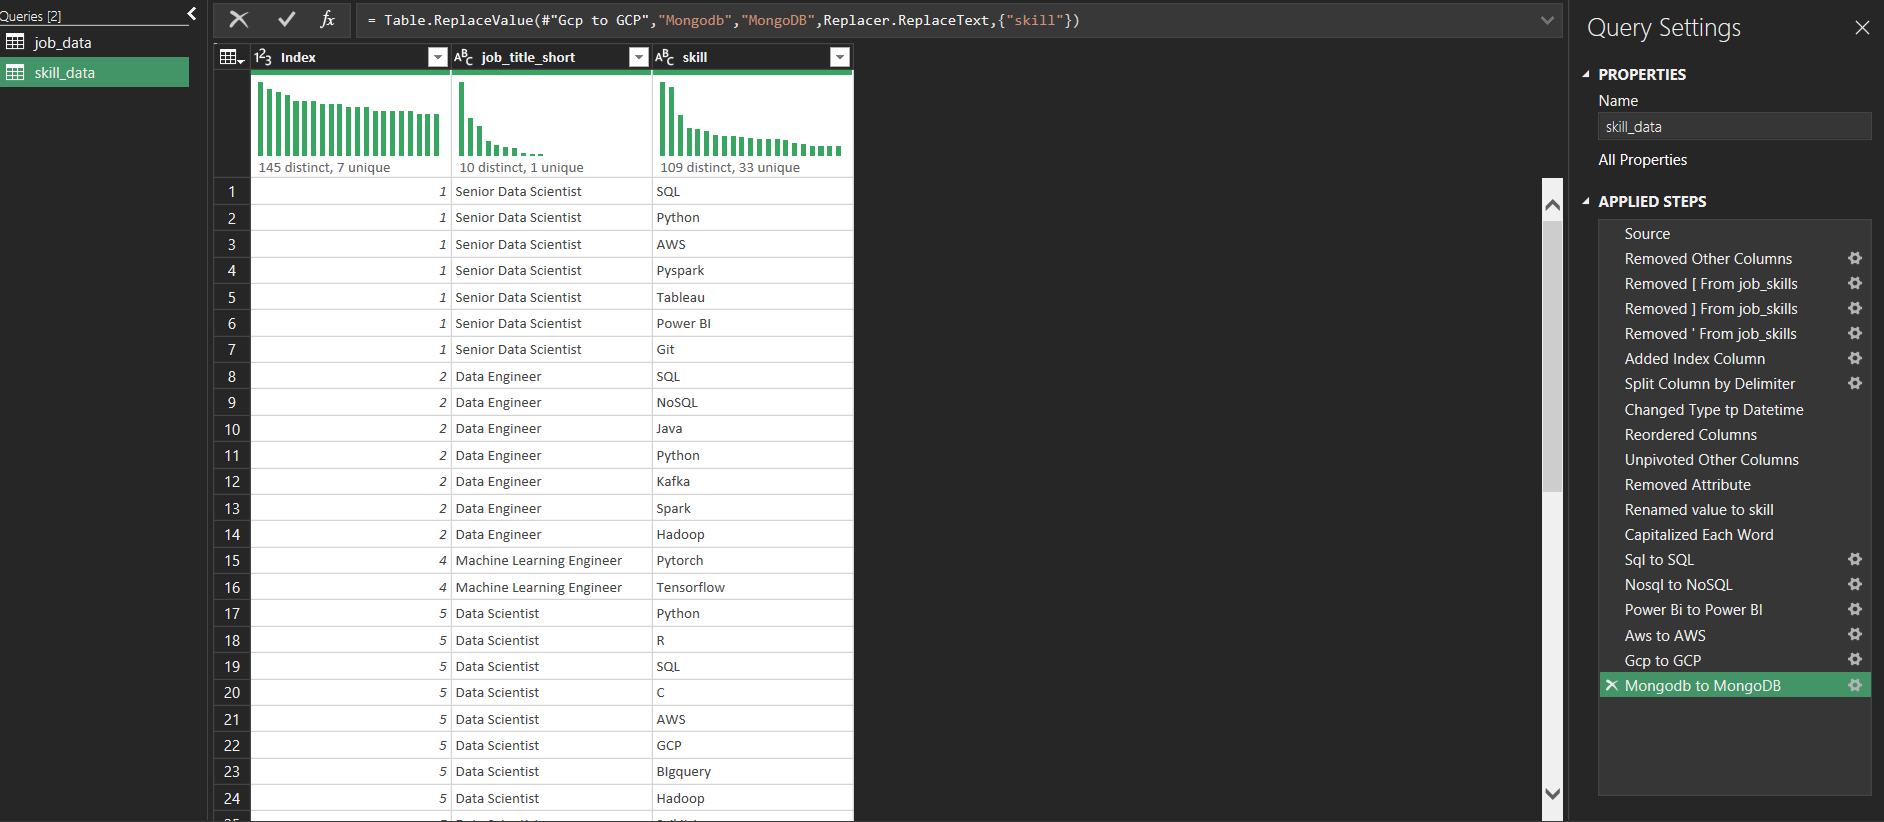 Queries [2]
job_data
skill_data
= Table.ReplaceValue(#"Gcp to GCP","Mongodb","MongoDB",Replacer.ReplaceText,{"skill"})
1 2 3 Index
A B C job_title_short
A B C skill
145 distinct, 7 unique
10 distinct, 1 unique
109 distinct, 33 unique
1 1 Senior Data Scientist SQL
2 1 Senior Data Scientist Python
3 1 Senior Data Scientist AWS
4 1 Senior Data Scientist Pyspark
5 1 Senior Data Scientist Tableau
6 1 Senior Data Scientist Power BI
7 1 Senior Data Scientist Git
8 2 Data Engineer SQL
9 2 Data Engineer NoSQL
10 2 Data Engineer Java
11 2 Data Engineer Python
12 2 Data Engineer Kafka
13 2 Data Engineer Spark
14 2 Data Engineer Hadoop
15 4 Machine Learning Engineer Pytorch
16 4 Machine Learning Engineer Tensorflow
17 5 Data Scientist Python
18 5 Data Scientist R
19 5 Data Scientist SQL
20 5 Data Scientist C
21 5 Data Scientist AWS
22 5 Data Scientist GCP
23 5 Data Scientist BIgquery
24 5 Data Scientist Hadoop
Query Settings
PROPERTIES
Name
skill_data
All Properties
APPLIED STEPS
Source
Removed Other Columns
Removed [ From job_skills
Removed ] From job_skills
Removed ' From job_skills
Added Index Column
Split Column by Delimiter
Changed Type tp Datetime
Reordered Columns
Unpivoted Other Columns
Removed Attribute
Renamed value to skill
Capitalized Each Word
Sql to SQL
Nosql to NoSQL
Power Bi to Power BI
Aws to AWS
Gcp to GCP
Mongodb to MongoDB